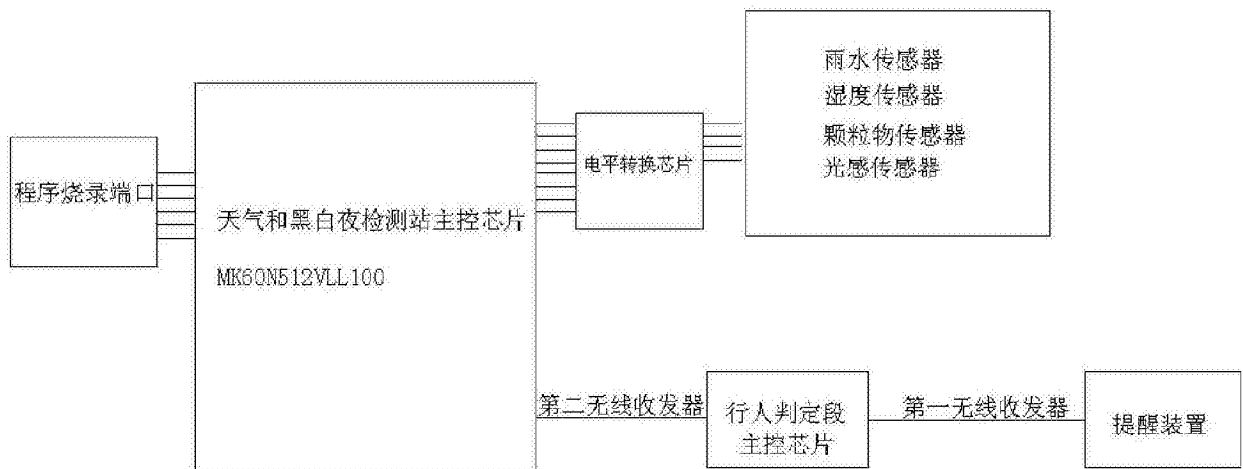 程序烧录端口
天气和黑白夜检测站主控芯片
MK60N512VLL100
电平转换芯片
雨水传感器
湿度传感器
颗粒物传感器
光感传感器
第二无线收发器
行人判定段
主控芯片
第一无线收发器
提醒装置